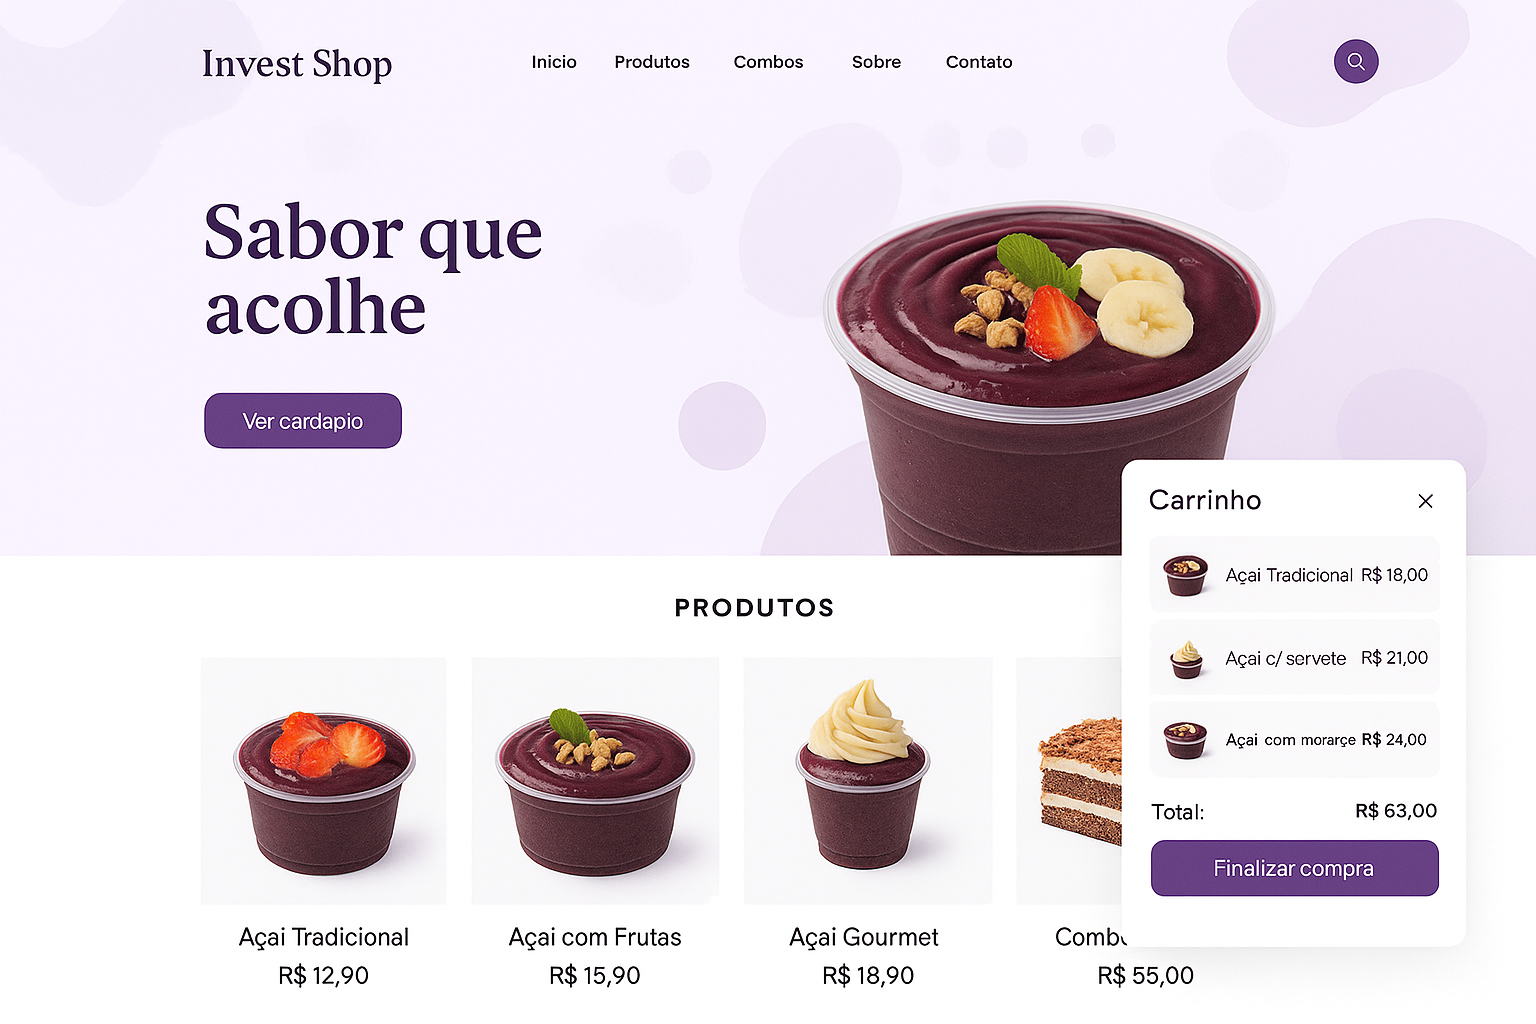 Invest Shop
Inicio Produtos Combos Sobre Contato
Sabor que
acolhe
Ver cardapio
Carrinho
Açai Tradicional R$ 18,00
Açai c/ servete R$ 21,00
Açai com morarçe R$ 24,00
Total: R$ 63,00
Finalizar compra
PRODUTOS
Açai Tradicional
R$ 12,90
Açai com Frutas
R$ 15,90
Açai Gourmet
R$ 18,90
R$ 55,00